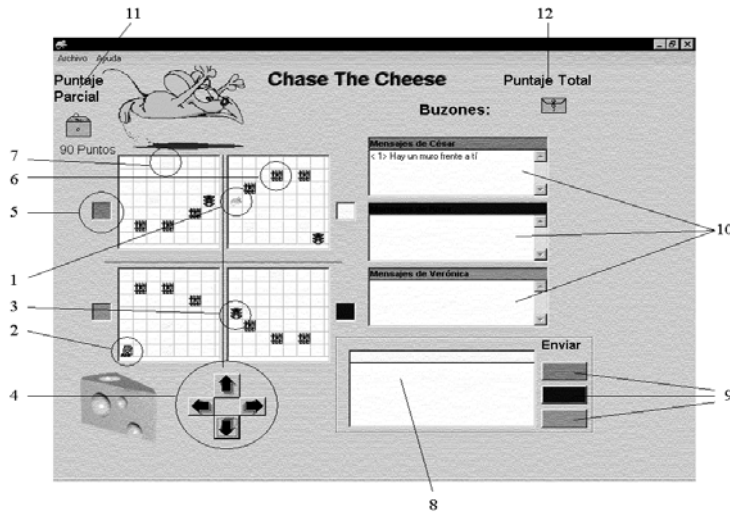 11
12
Archivo Ayuda
Puntaje
Parcial
Chase The Cheese
Puntaje Total
Buzones:
90 Puntos
7
6
5
1
3
2
4
Mensajes de César
< 1> Hay un muro frente a tí
10
Mensajes de Verónica
Enviar
9
8